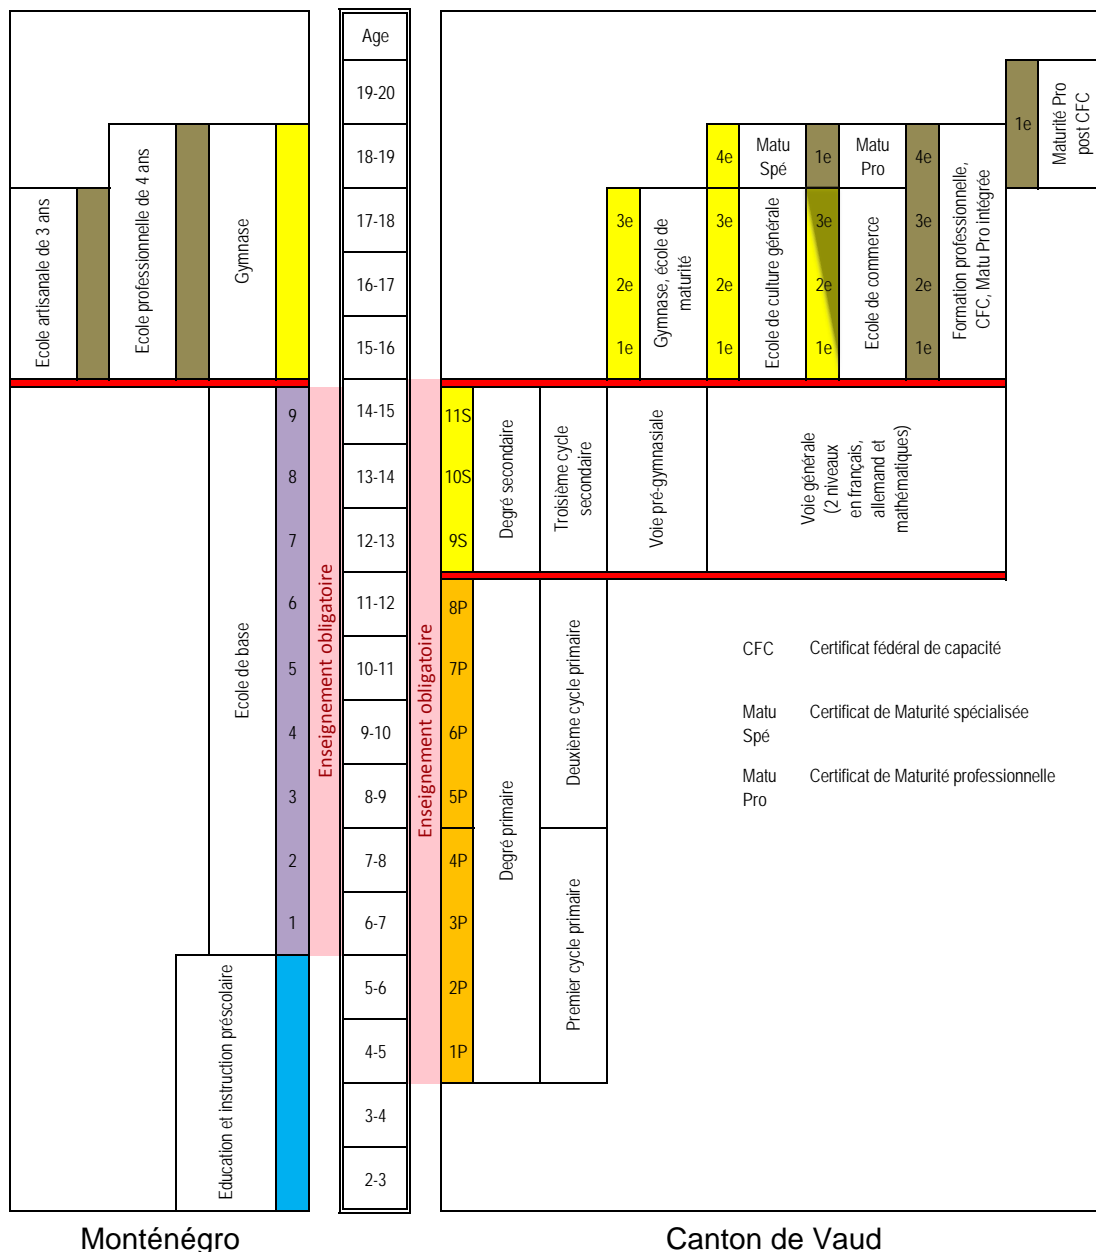 Age
19-20
18-19
17-18
16-17
15-16
14-15
13-14
12-13
11-12
10-11
9-10
8-9
7-8
6-7
5-6
4-5
3-4
2-3
Ecole artisanale de 3 ans
Ecole professionnelle de 4 ans
Gymnase
9
8
7
6
5
4
3
2
1
Ecole de base
Education et instruction préscolaire
Enseignement obligatoire
Enseignement obligatoire
1e
Maturité Pro
post CFC
4e
Matu
Spé
1e
Matu
Pro
4e
3e
2e
1e
Gymnase, école de
maturité
3e
2e
1e
Ecole de culture générale
3e
2e
1e
Ecole de commerce
3e
2e
1e
Formation professionnelle,
CFC, Matu Pro intégrée
11S
10S
9S
Degré secondaire
Troisième cycle
secondaire
Voie pré-gymnasiale
Voie générale
(2 niveaux
en français,
allemand et
mathématiques)
8P
7P
6P
5P
4P
3P
2P
1P
Degré primaire
Deuxième cycle primaire
Premier cycle primaire
CFC Certificat fédéral de capacité
Matu Certificat de Maturité spécialisée
Spé
Matu Certificat de Maturité professionnelle
Pro
Monténégro
Canton de Vaud